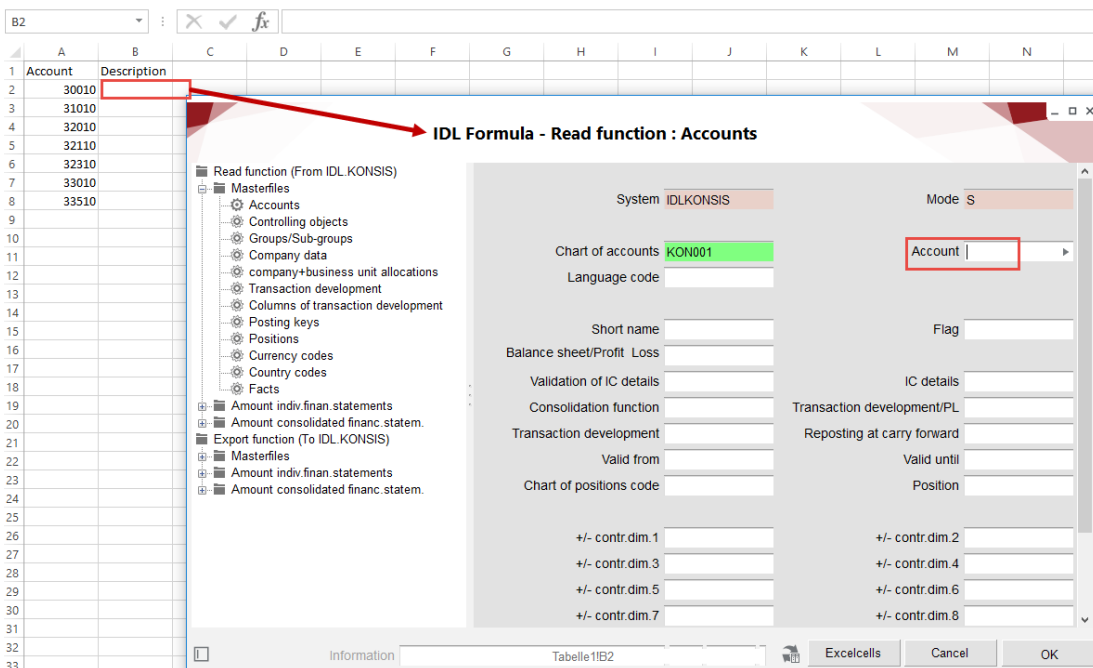 B2
fx
A B C D E F G H I J K L M N
1 Account Description
2 30010
3 31010
4 32010
5 32110
6 32310
7 33010
8 33510
9
10
11
12
13
14
15
16
17
18
19
20
21
22
23
24
25
26
27
28
29
30
31
32
33
IDL Formula - Read function : Accounts
Read function (From IDL.KONSIS)
Masterfiles
Accounts
Controlling objects
Groups/Sub-groups
Company data
company+business unit allocations
Transaction development
Columns of transaction development
Posting keys
Positions
Currency codes
Country codes
Facts
Amount indiv.finan.statements
Amount consolidated financ.statem.
Export function (To IDL.KONSIS)
Masterfiles
Amount indiv.finan.statements
Amount consolidated financ.statem.
System IDLKONSIS Mode S
Chart of accounts KON001 Account
Language code
Short name Flag
Balance sheet/Profit Loss
Validation of IC details IC details
Consolidation function Transaction development/PL
Transaction development Reposting at carry forward
Valid from Valid until
Chart of positions code Position
+/- contr.dim.1 +/- contr.dim.2
+/- contr.dim.3 +/- contr.dim.4
+/- contr.dim.5 +/- contr.dim.6
+/- contr.dim.7 +/- contr.dim.8
Information Tabelle1!B2 Excelcells Cancel OK